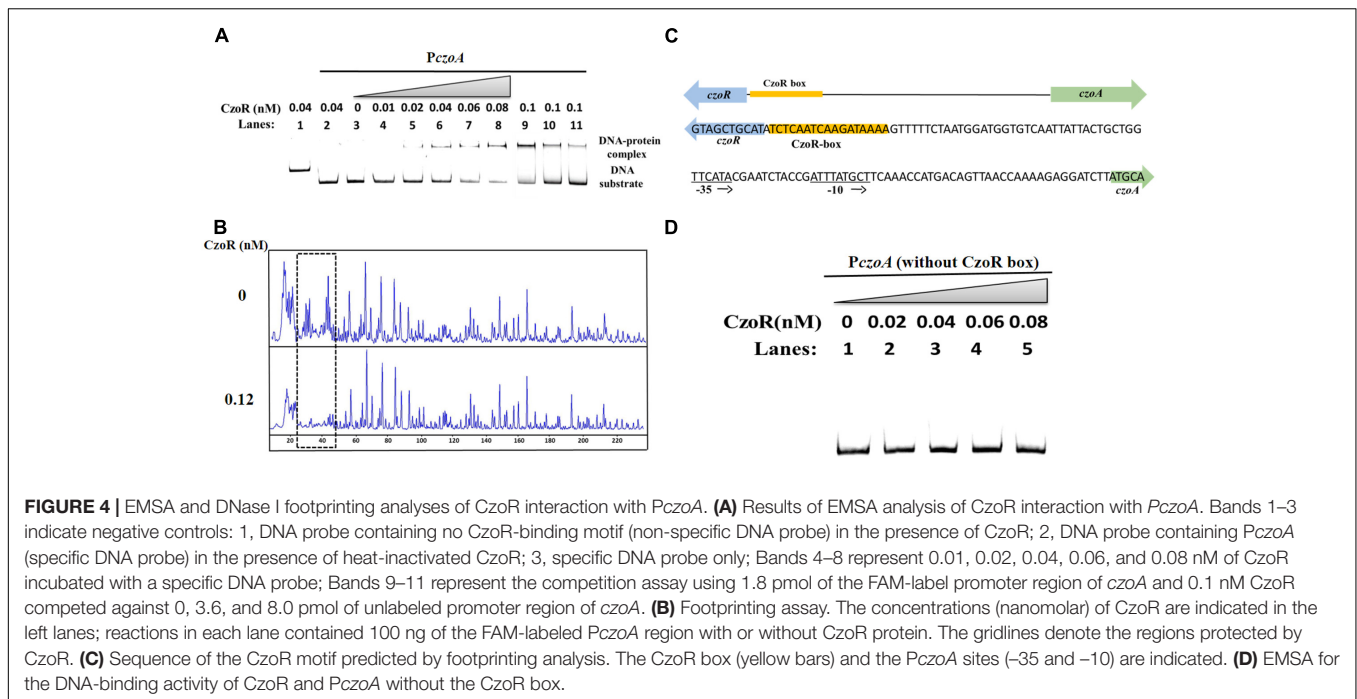 A
PczoA
CzoR (nM) 0.04 0.04 0 0.01 0.02 0.04 0.06 0.08 0.1 0.1 0.1
Lanes: 1 2 3 4 5 6 7 8 9 10 11
DNA-protein
complex
DNA
substrate
B
CzoR (nM)
0
0.12
20 40 60 80 100 120 140 160 180 200 220
C
CzoR box
czoR czoA
GTAGCTGCATATCTCAATCAAGATAAAAGTTTTTCTAATGGATGGTGTCAATTATTACTGCTGG
czoR CzoR-box
TTCATACGAATCTACCGATTTATGCTTCAAACCATGACAGTTAACCAAAAGAGGATCTTATGCA
-35 → -10 → czoA
D
PczoA (without CzoR box)
CzoR(nM) 0 0.02 0.04 0.06 0.08
Lanes: 1 2 3 4 5
FIGURE 4 | EMSA and DNase I footprinting analyses of CzoR interaction with PczoA. (A) Results of EMSA analysis of CzoR interaction with PczoA. Bands 1–3
indicate negative controls: 1, DNA probe containing no CzoR-binding motif (non-specific DNA probe) in the presence of CzoR; 2, DNA probe containing PczoA
(specific DNA probe) in the presence of heat-inactivated CzoR; 3, specific DNA probe only; Bands 4–8 represent 0.01, 0.02, 0.04, 0.06, and 0.08 nM of CzoR
incubated with a specific DNA probe; Bands 9–11 represent the competition assay using 1.8 pmol of the FAM-label promoter region of czoA and 0.1 nM CzoR
competed against 0, 3.6, and 8.0 pmol of unlabeled promoter region of czoA. (B) Footprinting assay. The concentrations (nanomolar) of CzoR are indicated in the
left lanes; reactions in each lane contained 100 ng of the FAM-labeled PczoA region with or without CzoR protein. The gridlines denote the regions protected by
CzoR. (C) Sequence of the CzoR motif predicted by footprinting analysis. The CzoR box (yellow bars) and the PczoA sites (–35 and –10) are indicated. (D) EMSA for
the DNA-binding activity of CzoR and PczoA without the CzoR box.